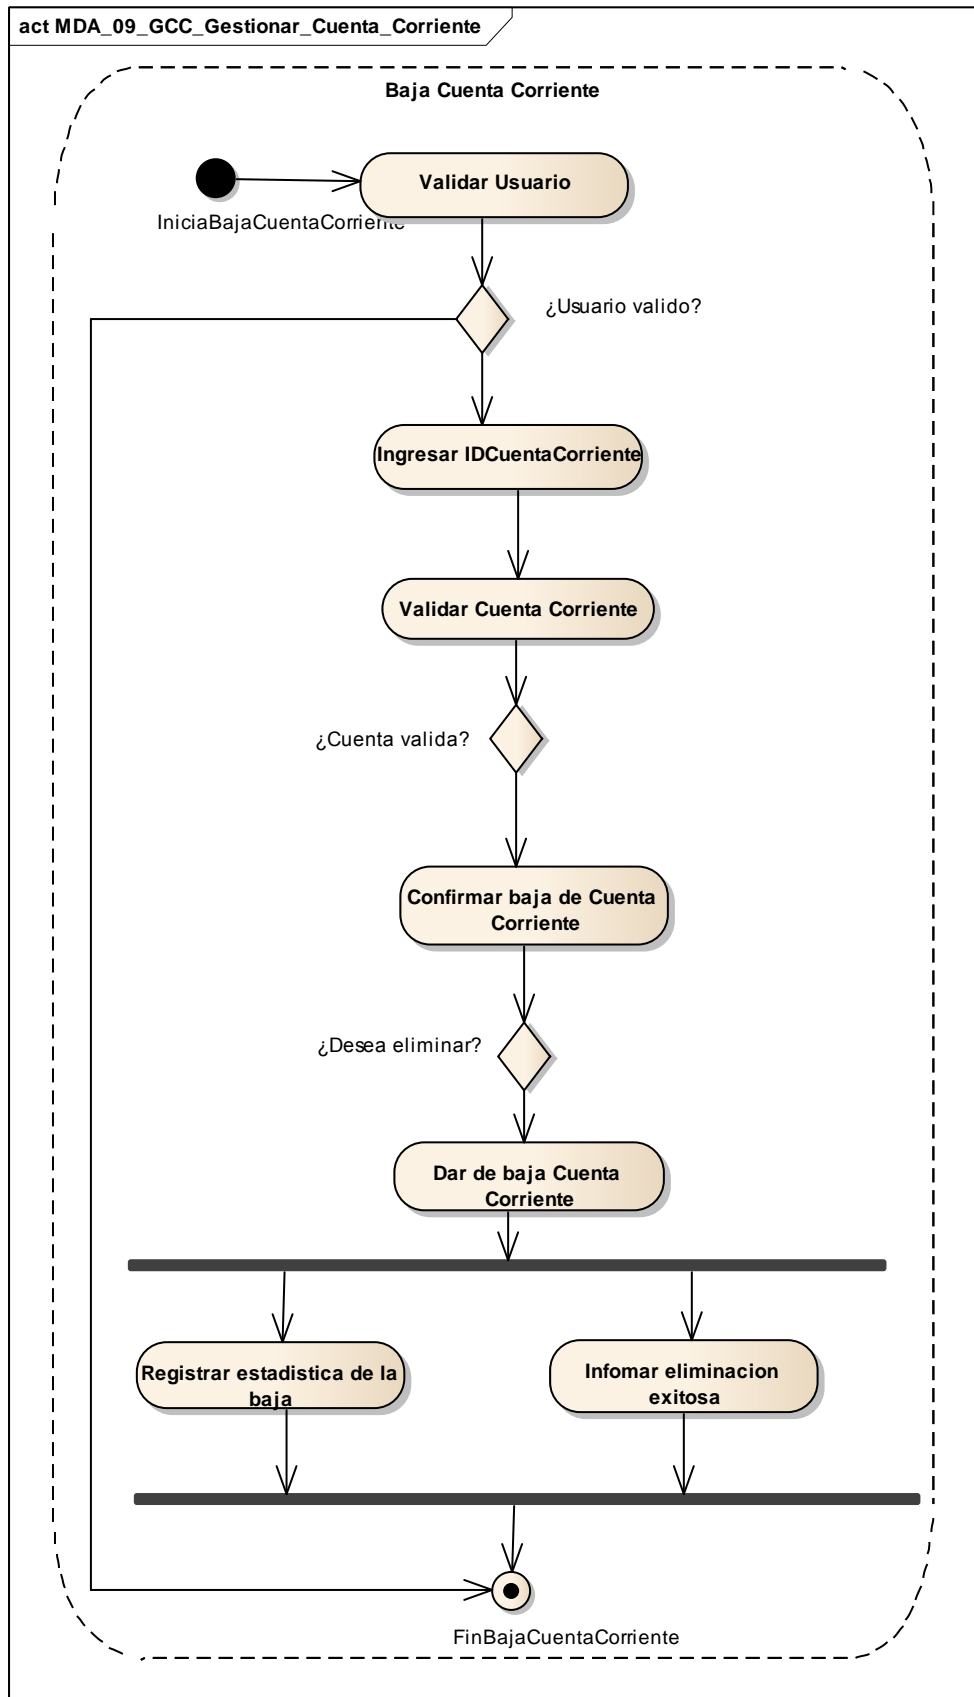 act MDA_09_GCC_Gestionar_Cuenta_Corriente
Baja Cuenta Corriente
Validar Usuario
IniciaBajaCuentaCorriente
¿Usuario valido?
Ingresar IDCuentaCorriente
Validar Cuenta Corriente
¿Cuenta valida?
Confirmar baja de Cuenta
Corriente
¿Desea eliminar?
Dar de baja Cuenta
Corriente
Registrar estadistica de la
baja
Infomar eliminacion
exitosa
FinBajaCuentaCorriente